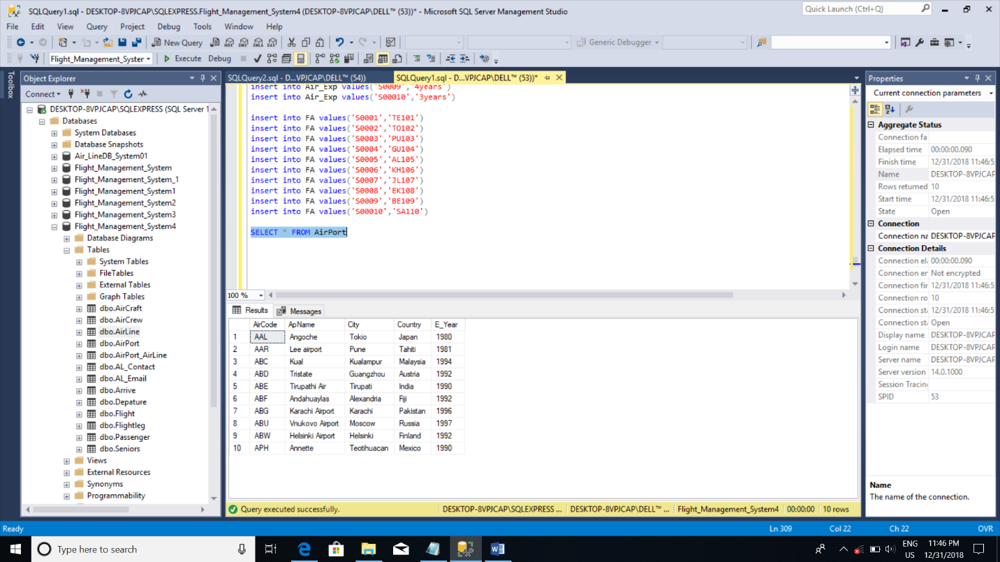 SQLQuery1.sql - DESKTOP-8VPJCAP\SQLEXPRESS.Flight_Management_System4 (DESKTOP-8VPJCAP\DELL™ (53))* - Microsoft SQL Server Management Studio
Quick Launch (Ctrl+Q)
File Edit View Query Project Debug Tools Window Help
New Query
Generic Debugger
Flight_Management_Syster
Execute Debug
Toolbox
Object Explorer
Connect
DESKTOP-8VPJCAP\SQLEXPRESS (SQL Server 1
Databases
System Databases
Database Snapshots
Air_LineDB_System01
Flight_Management_System
Flight_Management_System_1
Flight_Management_System1
Flight_Management_System2
Flight_Management_System3
Flight_Management_System4
Database Diagrams
Tables
System Tables
FileTables
External Tables
Graph Tables
dbo.AirCraft
dbo.AirCrew
dbo.AirLine
dbo.AirPort
dbo.AirPort_AirLine
dbo.AL_Contact
dbo.AL_Email
dbo.Arrive
dbo.Depature
dbo.Flight
dbo.Flightleg
dbo.Passenger
dbo.Seniors
Views
External Resources
Synonyms
Programmability
SQLQuery2.sql - D...VPJCAP\DELL™ (54))
SQLQuery1.sql - D...VPJCAP\DELL™ (53))*
insert into Air_Exp values('S0009','4years')
insert into Air_Exp values('S00010','3years')
insert into FA values('S0001','TE101')
insert into FA values('S0002','TO102')
insert into FA values('S0003','PU103')
insert into FA values('S0004','GU104')
insert into FA values('S0005','AL105')
insert into FA values('S0006','KH106')
insert into FA values('S0007','JL107')
insert into FA values('S0008','EK108')
insert into FA values('S0009','BE109')
insert into FA values('S00010','SA110')
SELECT * FROM AirPort
100 %
Results Messages
AirCode ApName City Country E_Year
1 AAL Angoche Tokio Japan 1980
2 AAR Lee airport Pune Tahiti 1981
3 ABC Kual Kualampur Malaysia 1994
4 ABD Tristate Guangzhou Austria 1992
5 ABE Tirupathi Air Tirupati India 1990
6 ABF Andahuaylas Alexandria Fiji 1992
7 ABG Karachi Airport Karachi Pakistan 1996
8 ABU Vnukovo Airport Moscow Russia 1997
9 ABW Helsinki Airport Helsinki Finland 1992
10 APH Annette Teotihuacan Mexico 1990
Query executed successfully.
DESKTOP-8VPJCAP\SQLEXPRESS ... DESKTOP-8VPJCAP\DELL™ ... Flight_Management_System4 00:00:00 10 rows
Properties
Current connection parameters
Aggregate Status
Connection fa
Elapsed time 00:00:00.090
Finish time 12/31/2018 11:46:5
Name DESKTOP-8VPJCAP
Rows returned 10
Start time 12/31/2018 11:46:5
State Open
Connection
Connection na DESKTOP-8VPJCAP
Connection Details
Connection el 00:00:00.090
Connection er Not encrypted
Connection fir 12/31/2018 11:46:5
Connection ro 10
Connection st 12/31/2018 11:46:5
Connection st Open
Display name DESKTOP-8VPJCAP
Login name DESKTOP-8VPJCAP
Server name DESKTOP-8VPJCAP
Server version 14.0.1000
Session Tracin
SPID 53
Name
The name of the connection.
Ready
Ln 309 Col 22 Ch 22 OVR
Type here to search
ENG
US
11:46 PM
12/31/2018